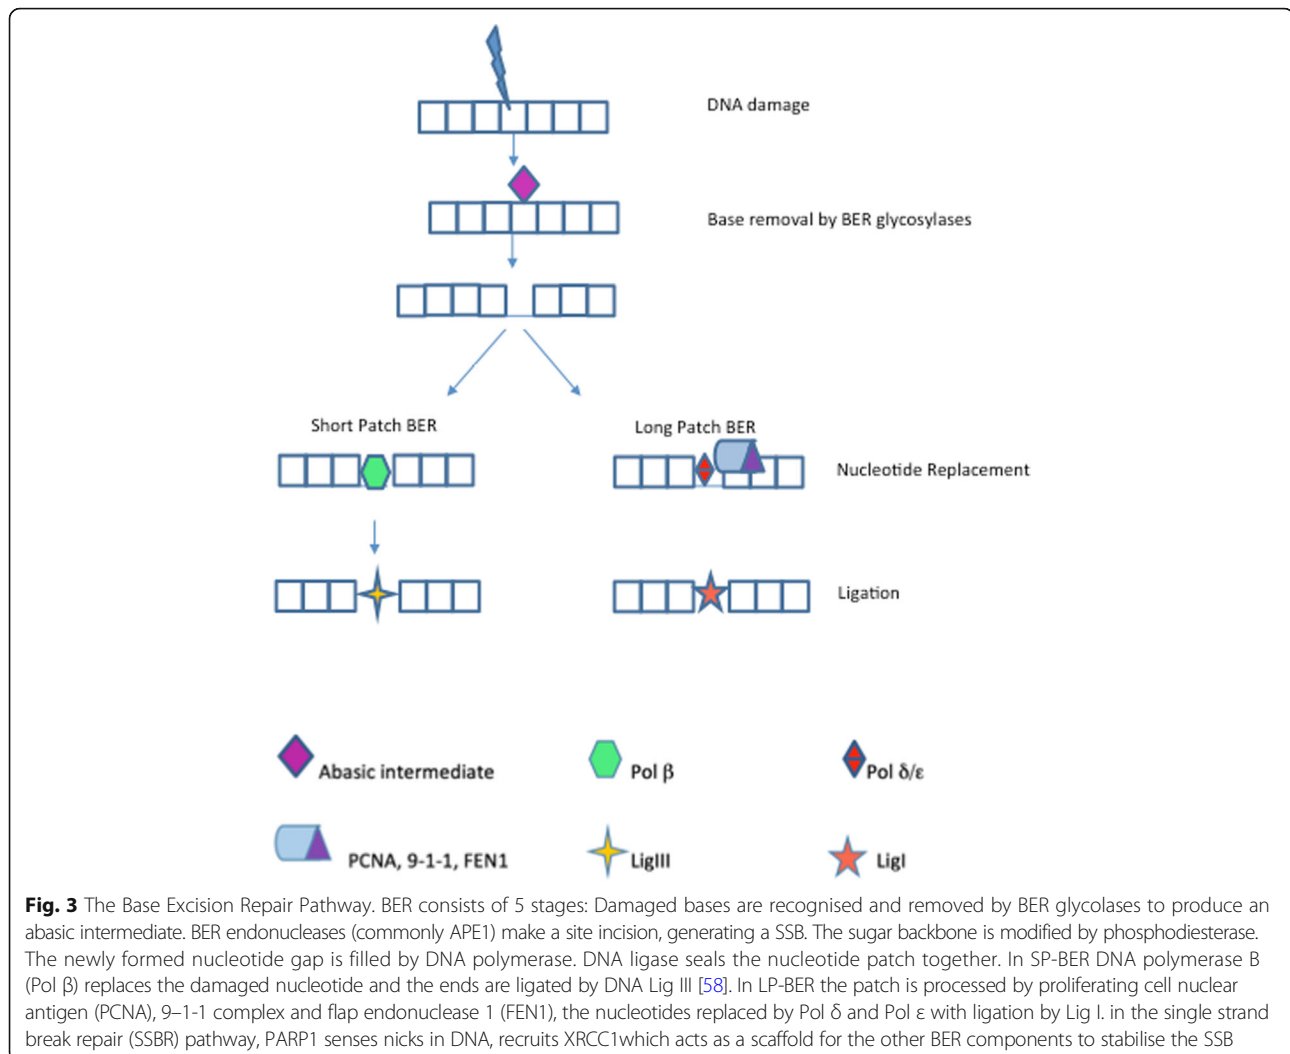 DNA damage
Base removal by BER glycosylases
Short Patch BER
Long Patch BER
Nucleotide Replacement
Ligation
Abasic intermediate
Pol β
Pol δ/ε
PCNA, 9-1-1, FEN1
LigIII
LigI
Fig. 3 The Base Excision Repair Pathway. BER consists of 5 stages: Damaged bases are recognised and removed by BER glycolases to produce an
abasic intermediate. BER endonucleases (commonly APE1) make a site incision, generating a SSB. The sugar backbone is modified by phosphodiesterase.
The newly formed nucleotide gap is filled by DNA polymerase. DNA ligase seals the nucleotide patch together. In SP-BER DNA polymerase B
(Pol β) replaces the damaged nucleotide and the ends are ligated by DNA Lig III [58]. In LP-BER the patch is processed by proliferating cell nuclear
antigen (PCNA), 9–1-1 complex and flap endonuclease 1 (FEN1), the nucleotides replaced by Pol δ and Pol ε with ligation by Lig I. in the single strand
break repair (SSBR) pathway, PARP1 senses nicks in DNA, recruits XRCC1which acts as a scaffold for the other BER components to stabilise the SSB